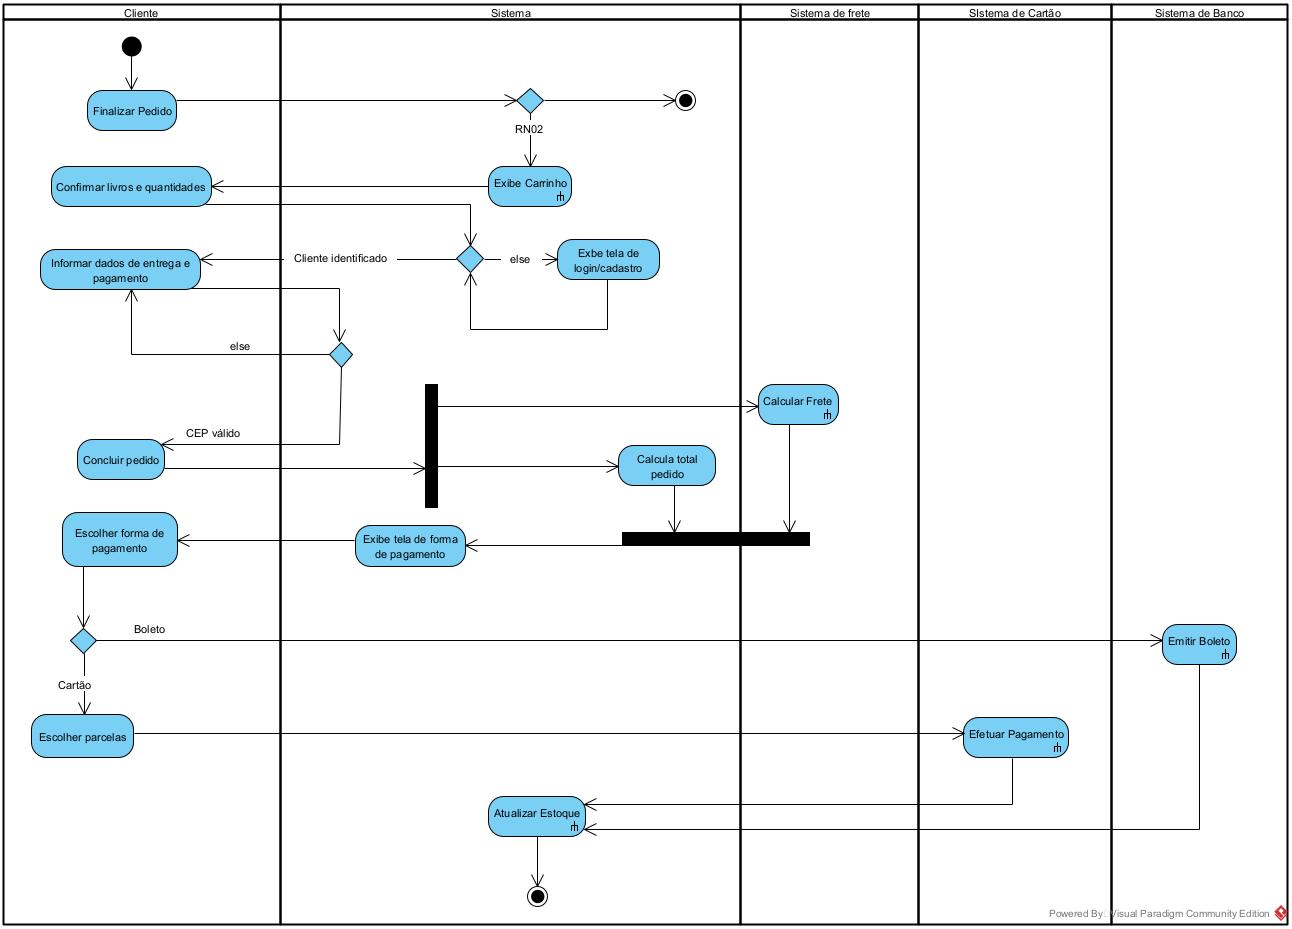 Cliente
Sistema
Sistema de frete
SIstema de Cartão
Sistema de Banco
Finalizar Pedido
RN02
Confirmar livros e quantidades
Exibe Carrinho
Informar dados de entrega e
pagamento
Cliente identificado
else
Exbe tela de
login/cadastro
else
CEP válido
Calcular Frete
Concluir pedido
Calcula total
pedido
Escolher forma de
pagamento
Exibe tela de forma
de pagamento
Boleto
Emitir Boleto
Cartão
Escolher parcelas
Efetuar Pagamento
Atualizar Estoque
Powered By Visual Paradigm Community Edition